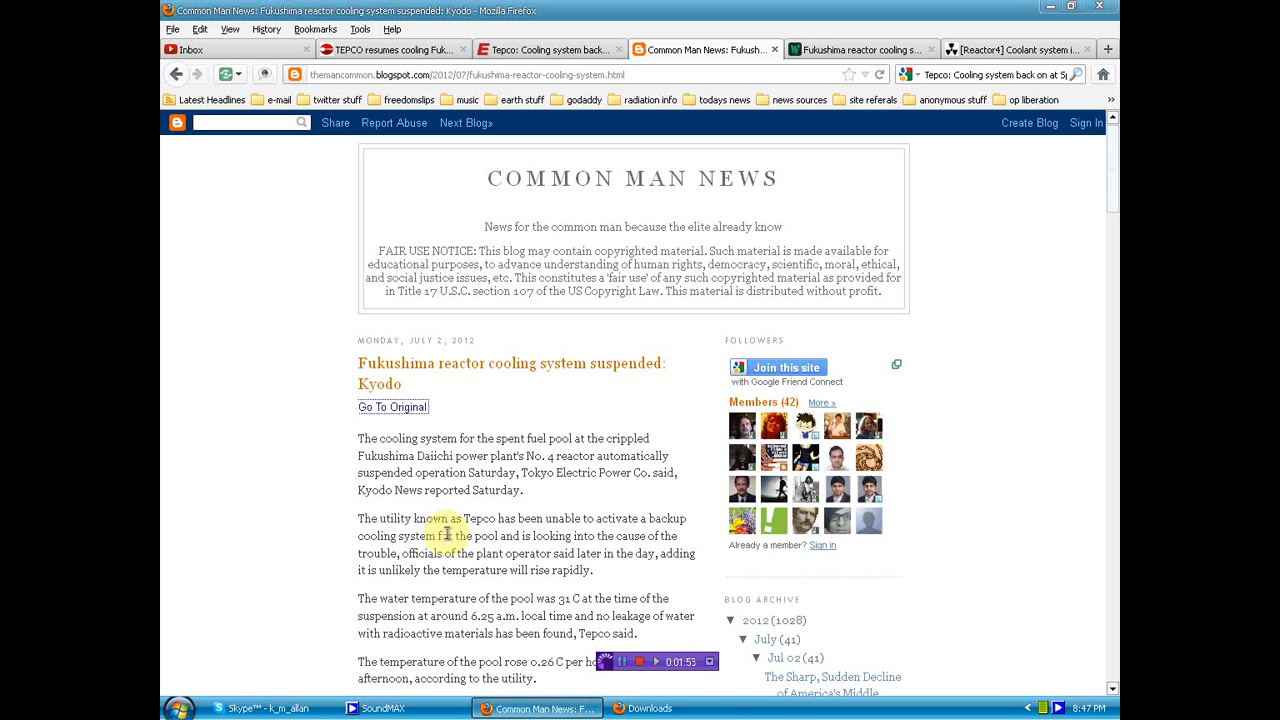 Common Man News: Fukushima reactor cooling system suspended: Kyodo - Mozilla Firefox
File Edit View History Bookmarks Tools Help
Inbox
TEPCO resumes cooling Fuk...
Tepco: Cooling system back...
Common Man News: Fukush...
Fukushima reactor cooling s...
[Reactor4] Coolant system i...
themancommon.blogspot.com/2012/07/fukushima-reactor-cooling-system.html
Tepco: Cooling system back on at Sp
Latest Headlines e-mail twitter stuff freedomslips music earth stuff godaddy radiation info todays news news sources site referals anonymous stuff op liberation
Share Report Abuse Next Blog» Create Blog Sign In
COMMON MAN NEWS
News for the common man because the elite already know
FAIR USE NOTICE: This blog may contain copyrighted material. Such material is made available for
educational purposes, to advance understanding of human rights, democracy, scientific, moral, ethical,
and social justice issues, etc. This constitutes a 'fair use' of any such copyrighted material as provided for
in Title 17 U.S.C. section 107 of the US Copyright Law. This material is distributed without profit.
MONDAY, JULY 2, 2012
Fukushima reactor cooling system suspended:
Kyodo
Go To Original
The cooling system for the spent fuel pool at the crippled
Fukushima Daiichi power plant's No. 4 reactor automatically
suspended operation Saturday, Tokyo Electric Power Co. said,
Kyodo News reported Saturday.
The utility known as Tepco has been unable to activate a backup
cooling system for the pool and is looking into the cause of the
trouble, officials of the plant operator said later in the day, adding
it is unlikely the temperature will rise rapidly.
The water temperature of the pool was 31 C at the time of the
suspension at around 6.25 a.m. local time and no leakage of water
with radioactive materials has been found, Tepco said.
The temperature of the pool rose 0.26 C per
afternoon, according to the utility.
FOLLOWERS
Join this site
with Google Friend Connect
Members (42) More »
Already a member? Sign in
BLOG ARCHIVE
▼ 2012 (1028)
▼ July (41)
▼ Jul 02 (41)
The Sharp, Sudden Decline
of America's Middle
0:01:55
Skype™ - k_m_allan
SoundMAX
Common Man News: F...
Downloads
8:47 PM